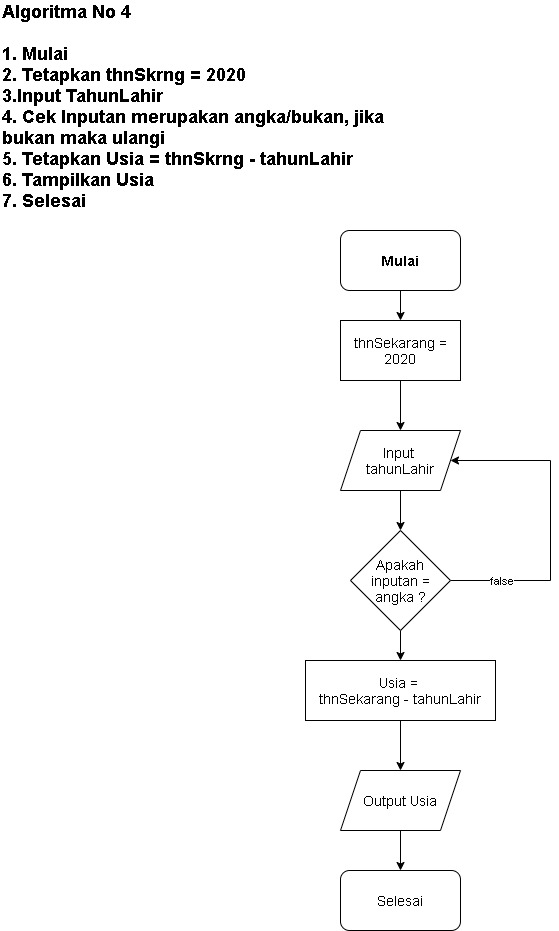 Algoritma No 4
1. Mulai
2. Tetapkan thnSkrng = 2020
3.Input TahunLahir
4. Cek Inputan merupakan angka/bukan, jika
bukan maka ulangi
5. Tetapkan Usia = thnSkrng - tahunLahir
6. Tampilkan Usia
7. Selesai
Mulai
thnSekarang =
2020
Input
tahunLahir
Apakah
inputan =
angka ?
false
Usia =
thnSekarang - tahunLahir
Output Usia
Selesai